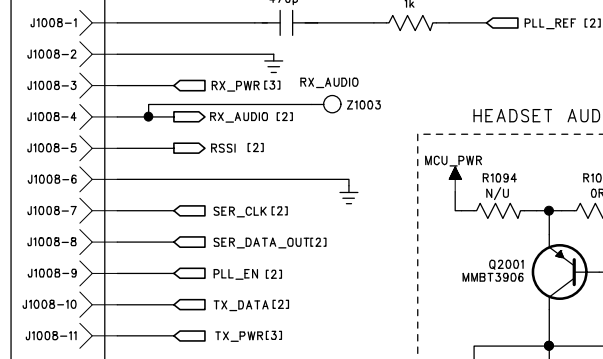 1k
J1008-1 PLL_REF [2]
J1008-2
J1008-3 RX_PWR[3] RX_AUDIO
Z1003
J1008-4 RX_AUDIO [2]
HEADSET AUD
J1008-5 RSSI [2]
MCU_PWR
J1008-6
R1094
N/U
J1008-7 SER_CLK[2]
J1008-8 SER_DATA_OUT[2]
Q2001
MMBT3906
J1008-9 PLL_EN [2]
J1008-10 TX_DATA[2]
J1008-11 TX_PWR[3]